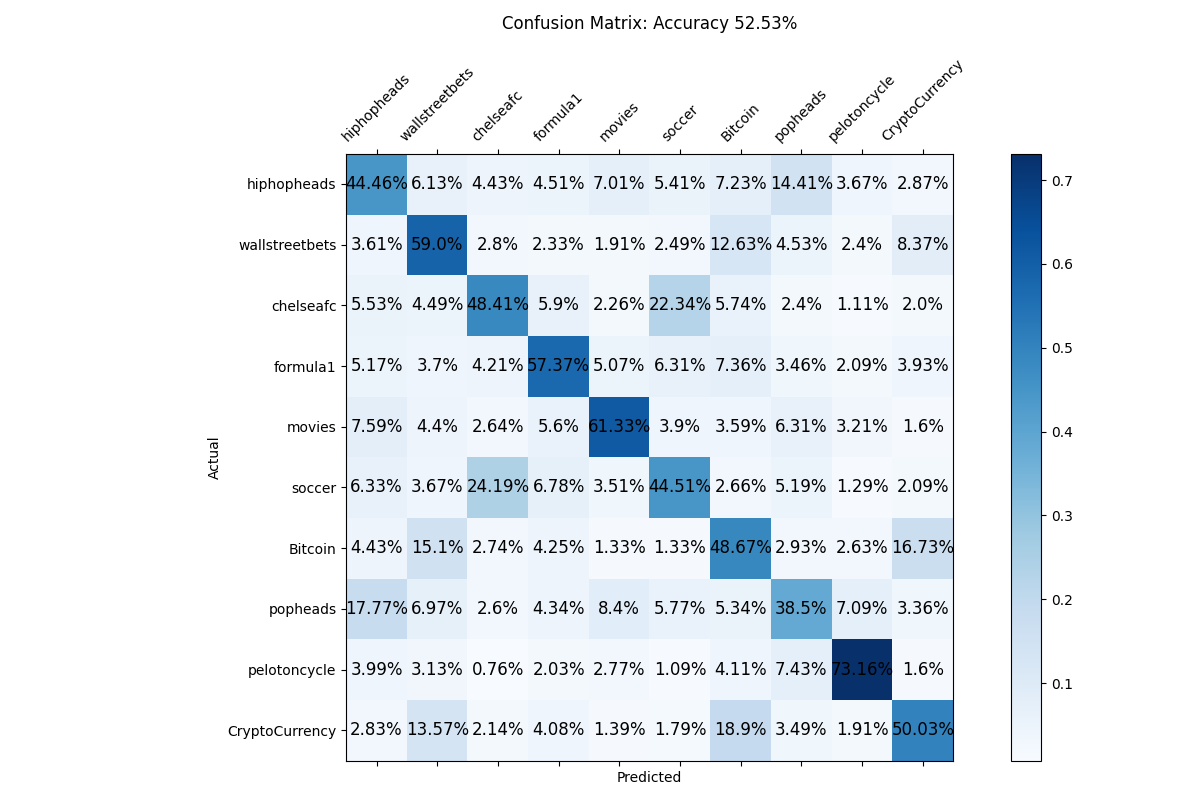 Confusion Matrix: Accuracy 52.53%
hiphopheads wallstreetbets chelseafc formula1 movies soccer Bitcoin popheads pelotoncycle CryptoCurrency
hiphopheads 44.46% 6.13% 4.43% 4.51% 7.01% 5.41% 7.23% 14.41% 3.67% 2.87%
wallstreetbets 3.61% 59.0% 2.8% 2.33% 1.91% 2.49% 12.63% 4.53% 2.4% 8.37%
chelseafc 5.53% 4.49% 48.41% 5.9% 2.26% 22.34% 5.74% 2.4% 1.11% 2.0%
formula1 5.17% 3.7% 4.21% 57.37% 5.07% 6.31% 7.36% 3.46% 2.09% 3.93%
movies 7.59% 4.4% 2.64% 5.6% 61.33% 3.9% 3.59% 6.31% 3.21% 1.6%
soccer 6.33% 3.67% 24.19% 6.78% 3.51% 44.51% 2.66% 5.19% 1.29% 2.09%
Bitcoin 4.43% 15.1% 2.74% 4.25% 1.33% 1.33% 48.67% 2.93% 2.63% 16.73%
popheads 17.77% 6.97% 2.6% 4.34% 8.4% 5.77% 5.34% 38.5% 7.09% 3.36%
pelotoncycle 3.99% 3.13% 0.76% 2.03% 2.77% 1.09% 4.11% 7.43% 73.16% 1.6%
CryptoCurrency 2.83% 13.57% 2.14% 4.08% 1.39% 1.79% 18.9% 3.49% 1.91% 50.03%
Actual
Predicted
0.7
0.6
0.5
0.4
0.3
0.2
0.1